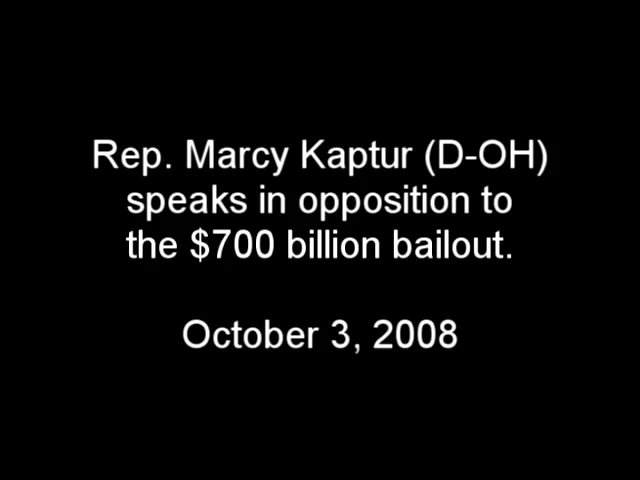 Rep. Marcy Kaptur (D-OH)
speaks in opposition to
the $700 billion bailout.
October 3, 2008